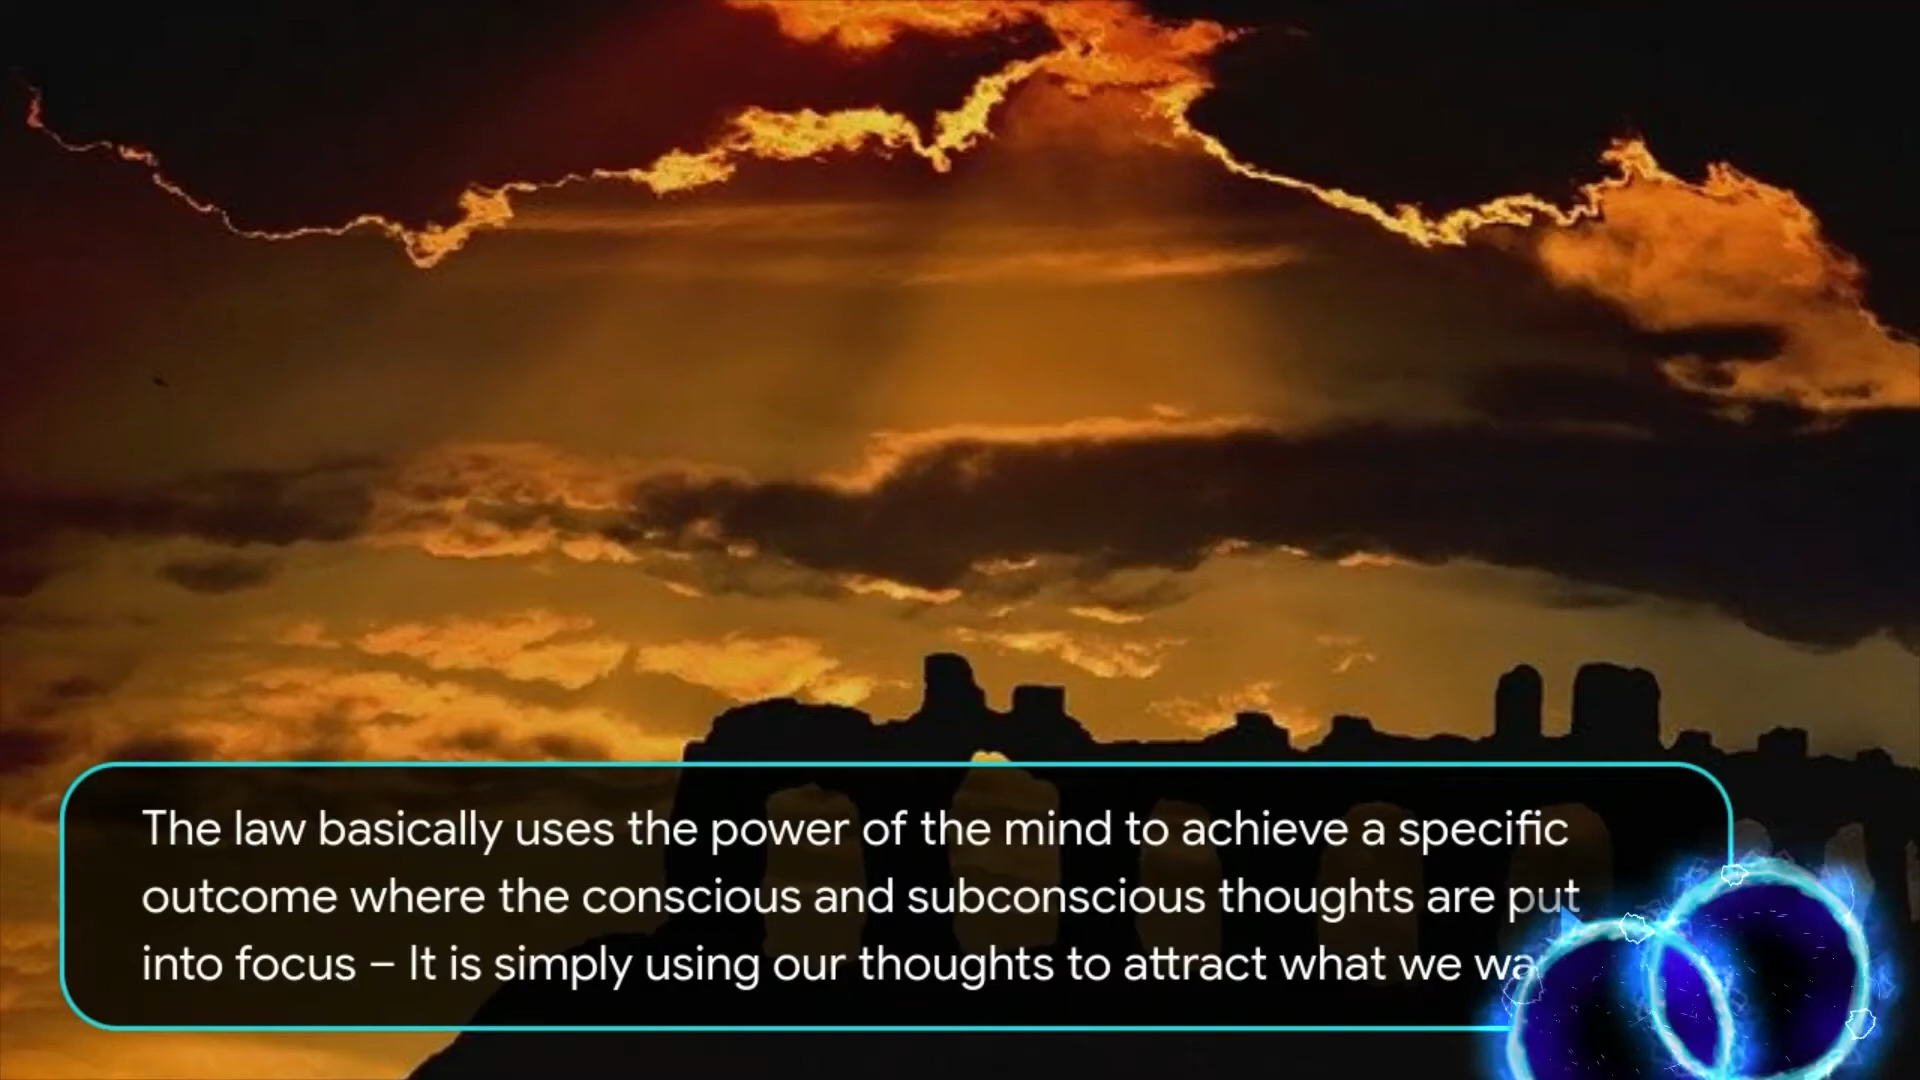 The law basically uses the power of the mind to achieve a specific
outcome where the conscious and subconscious thoughts are put
into focus – It is simply using our thoughts to attract what we